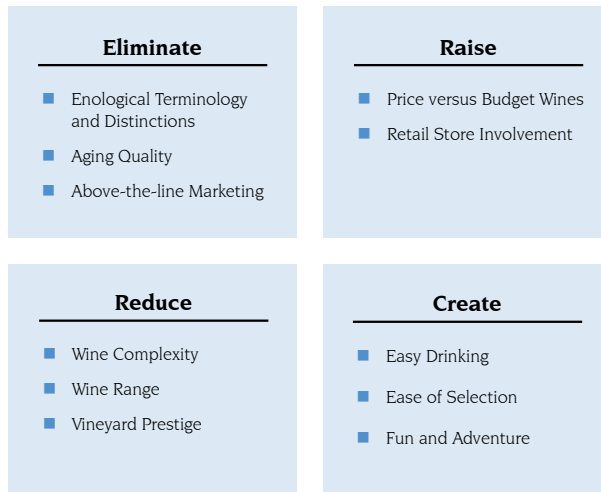 Eliminate
Enological Terminology
and Distinctions
Aging Quality
Above-the-line Marketing
Raise
Price versus Budget Wines
Retail Store Involvement
Reduce
Wine Complexity
Wine Range
Vineyard Prestige
Create
Easy Drinking
Ease of Selection
Fun and Adventure